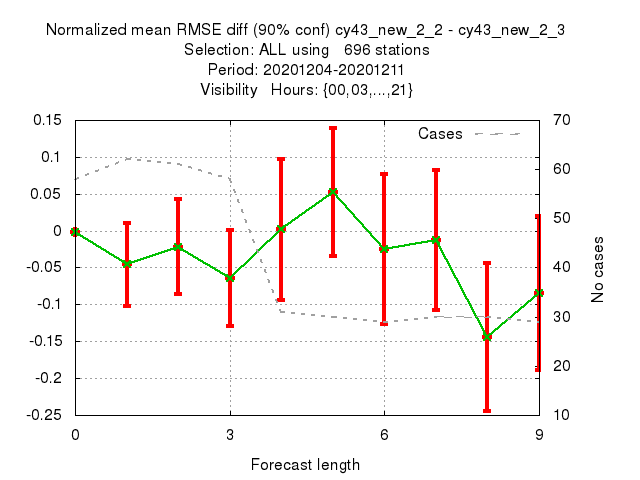 Normalized mean RMSE diff (90% conf) cy43_new_2_2 - cy43_new_2_3
Selection: ALL using 696 stations
Period: 20201204-20201211
Visibility Hours: {00,03,...,21}
Cases
0.15
0.1
0.05
0
-0.05
-0.1
-0.15
-0.2
-0.25
70
60
50
40
30
20
10
No cases
0 3 6 9
Forecast length